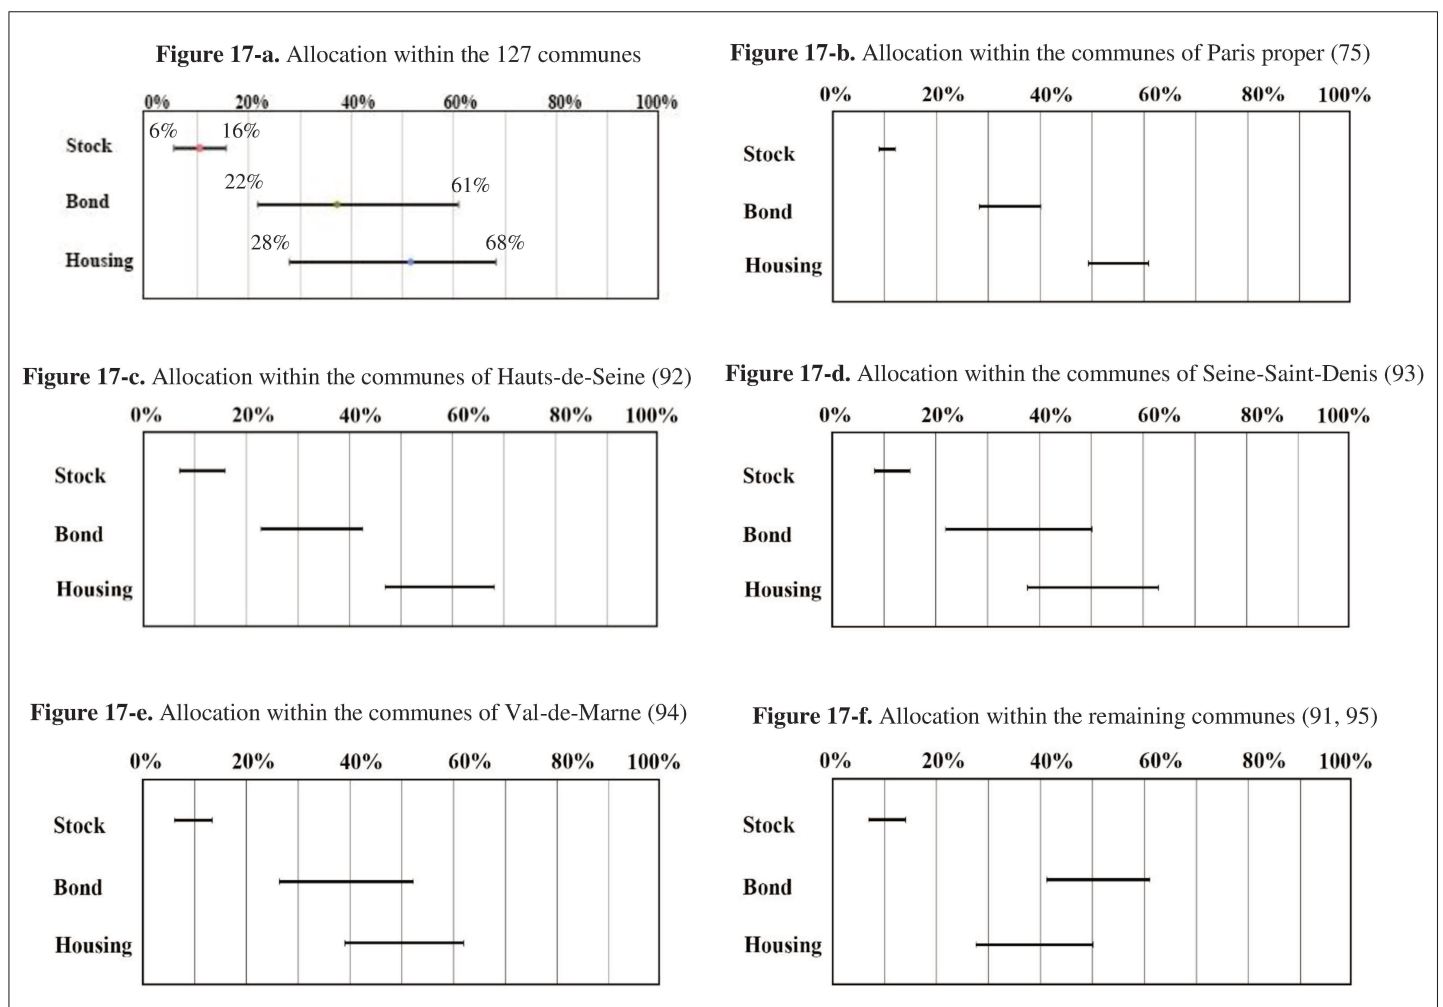 Figure 17-a. Allocation within the 127 communes
0% 20% 40% 60% 80% 100%
6% 16%
Stock
22% 61%
Bond
28% 68%
Housing
Figure 17-b. Allocation within the communes of Paris proper (75)
0% 20% 40% 60% 80% 100%
Stock
Bond
Housing
Figure 17-c. Allocation within the communes of Hauts-de-Seine (92)
0% 20% 40% 60% 80% 100%
Stock
Bond
Housing
Figure 17-d. Allocation within the communes of Seine-Saint-Denis (93)
0% 20% 40% 60% 80% 100%
Stock
Bond
Housing
Figure 17-e. Allocation within the communes of Val-de-Marne (94)
0% 20% 40% 60% 80% 100%
Stock
Bond
Housing
Figure 17-f. Allocation within the remaining communes (91, 95)
0% 20% 40% 60% 80% 100%
Stock
Bond
Housing